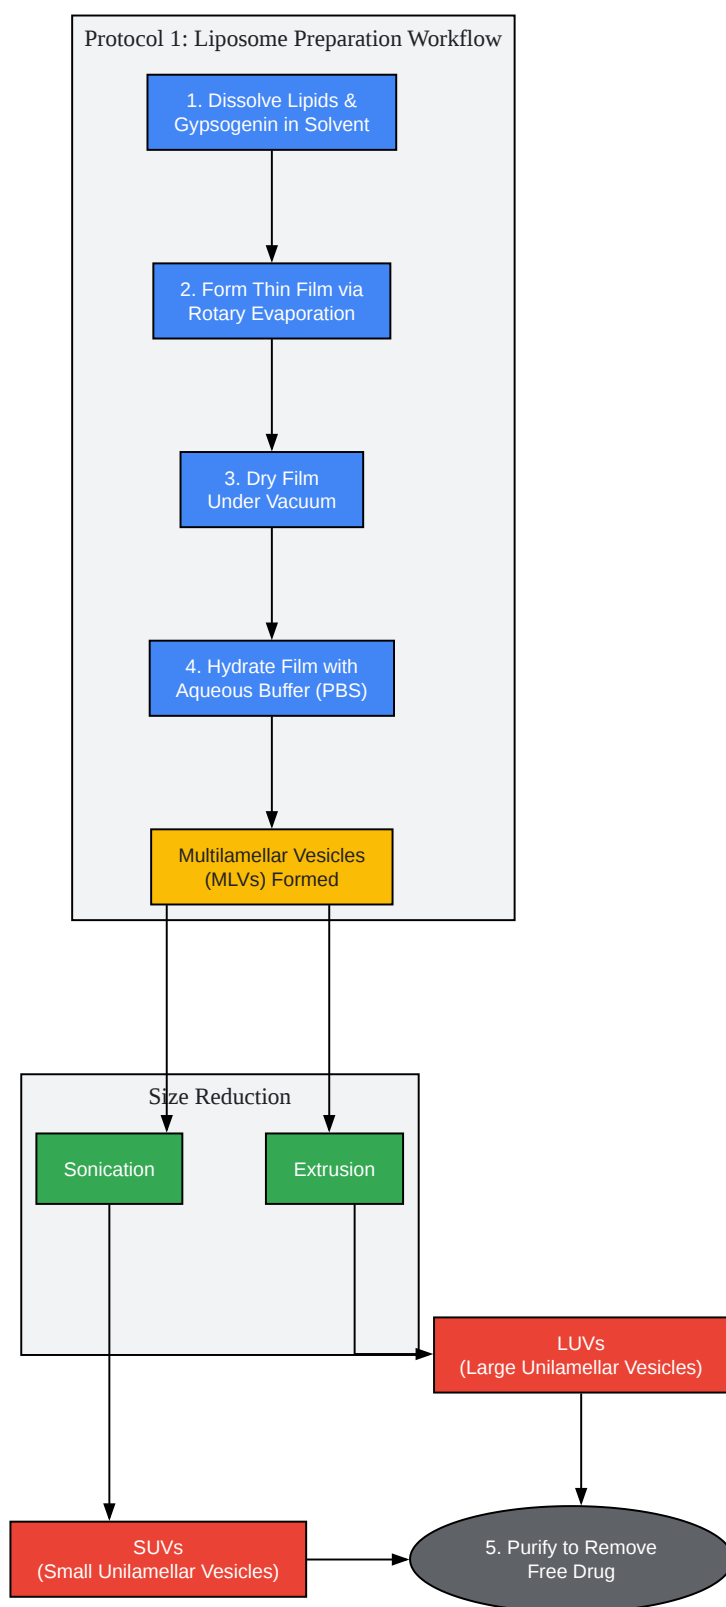 Protocol 1: Liposome Preparation Workflow
1. Dissolve Lipids &
Gypsogenin in Solvent
2. Form Thin Film via
Rotary Evaporation
3. Dry Film
Under Vacuum
4. Hydrate Film with
Aqueous Buffer (PBS)
Multilamellar Vesicles
(MLVs) Formed
Size Reduction
Sonication
Extrusion
LUVs
(Large Unilamellar Vesicles)
SUVs
(Small Unilamellar Vesicles)
5. Purify to Remove
Free Drug